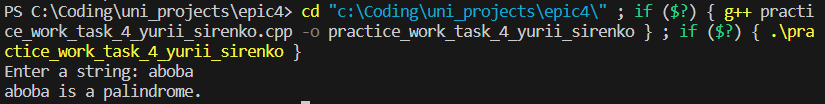 PS C:\Coding\uni_projects\epic4> cd "c:\Coding\uni_projects\epic4\" ; if ($?) { g++ practi
ce_work_task_4_yurii_sirenko.cpp -o practice_work_task_4_yurii_sirenko } ; if ($?) { .\pra
ctice_work_task_4_yurii_sirenko }
Enter a string: aboba
aboba is a palindrome.